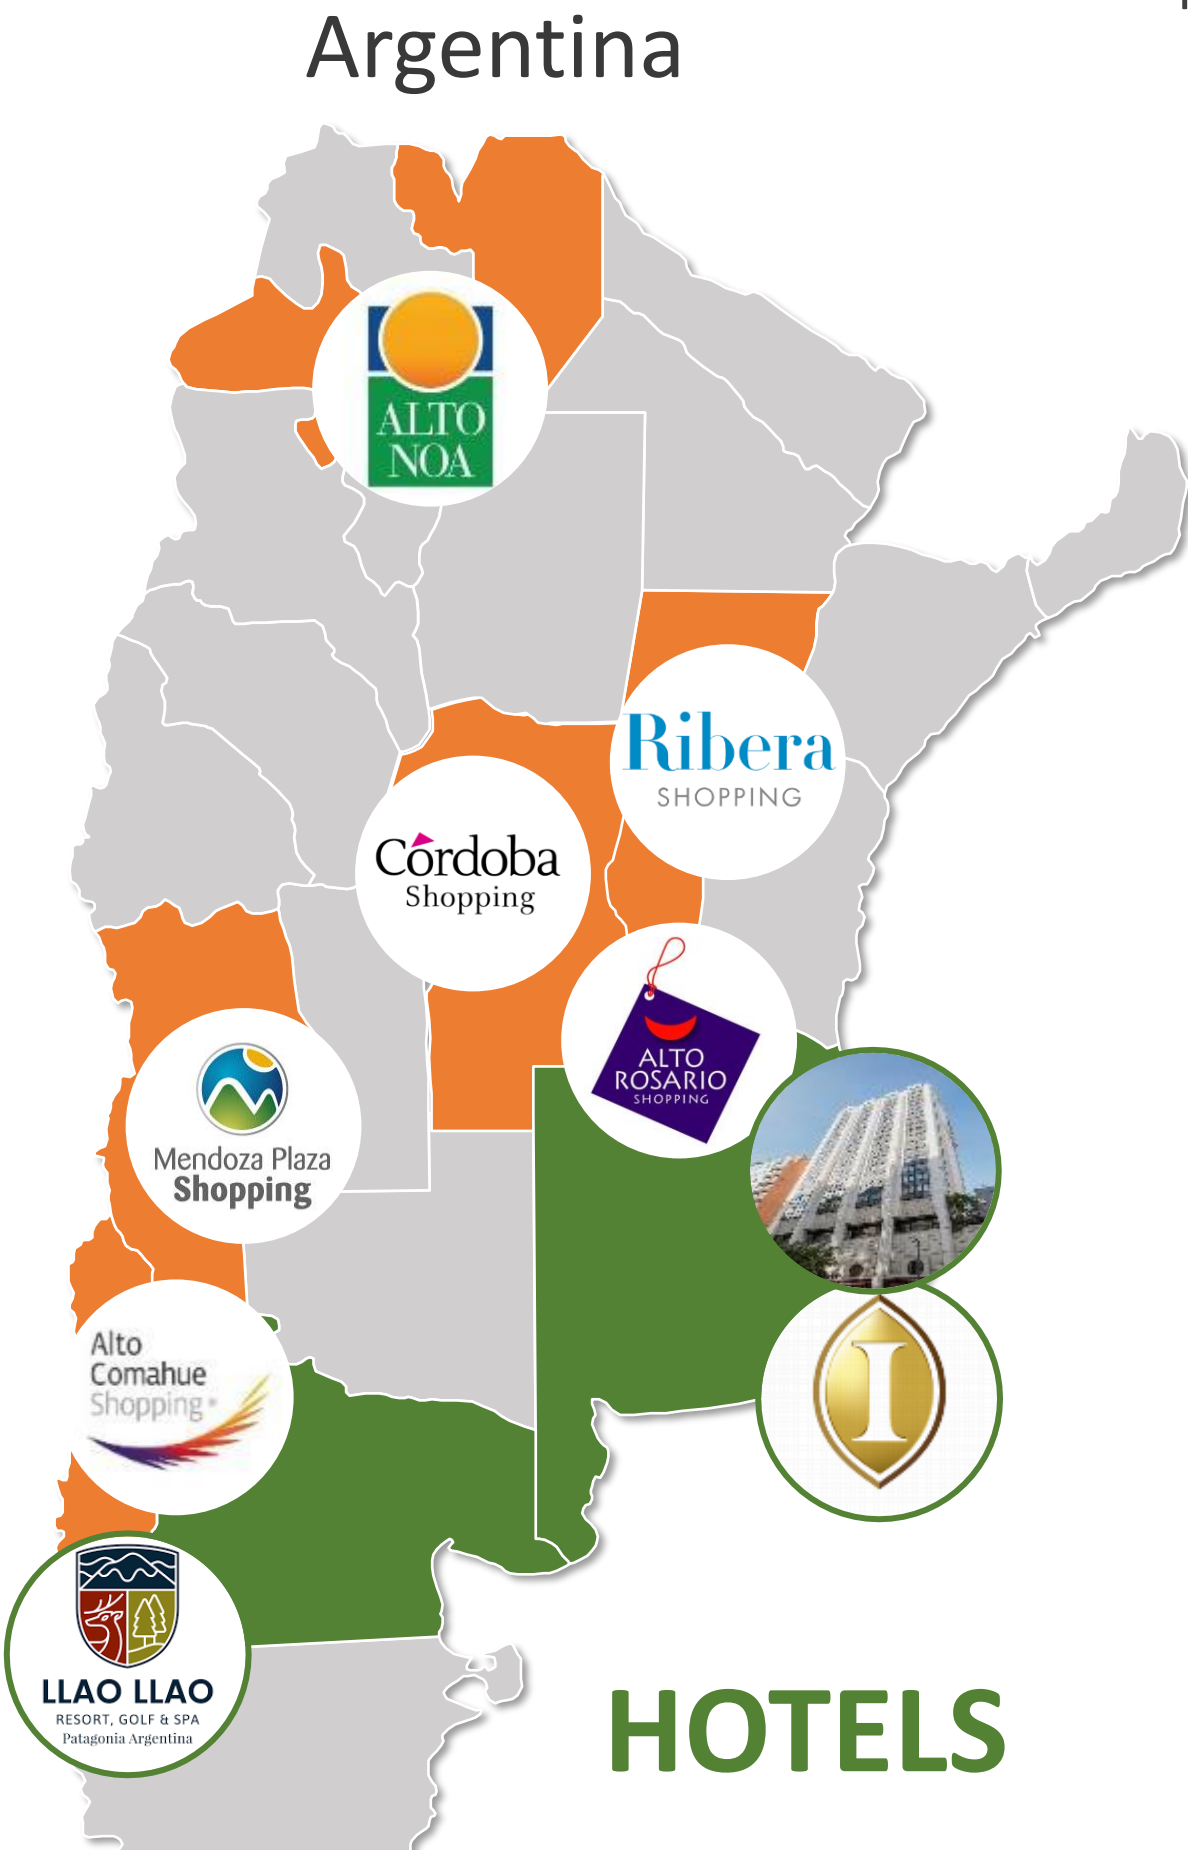 Argentina
ALTO
NOA
Ribera
SHOPPING
Córdoba
Shopping
ALTO
ROSARIO
SHOPPING
Mendoza Plaza
Shopping
Alto
Comahue
Shopping
I
LLAO LLAO
RESORT, GOLF & SPA
Patagonia Argentina
HOTELS